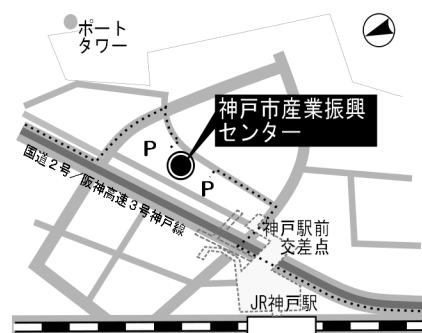 ポート
タワー
神戸市産業振興
センター
P
P
国道2号/阪神高速3号神戸線
神戸駅前
交差点
JR神戸駅